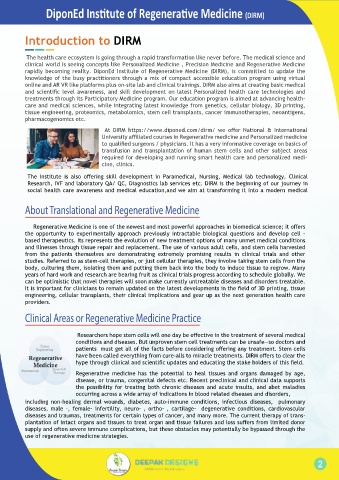 DiponEd Institute of Regenerative Medicine (DIRM)
Introduction to DIRM
The health care ecosystem is going through a rapid transformation like never before. The medical science and
clinical world is seeing concepts like Personalized Medicine , Precision Medicine and Regenerative Medicine
rapidly becoming reality. DiponEd Institute of Regenerative Medicine (DIRM), is committed to update the
knowledge of the busy practitioners through a mix of compact accessible education program using virtual
online and AR VR like platforms plus on-site lab and clinical trainings. DIRM also aims at creating basic medical
and scientific level awareness, and skill development on latest Personalized health care technologies and
treatments through its Participatory Medicine program. Our education program is aimed at advancing health-
care and medical sciences, while integrating latest knowledge from genetics, cellular biology, 3D printing,
tissue engineering, proteomics, metabolomics, stem cell transplants, cancer immunotherapies, neoantigens,
pharmacogenomics etc.
At DIRM https://www.diponed.com/dirm/ we offer National & International
University affiliated courses in Regenerative medicine and Personalized medicine
to qualified surgeons / physicians. It has a very informative coverage on basics of
transfusion and transplantation of human stem cells and other subject areas
required for developing and running smart health care and personalized medi-
cine, clinics.
The Institute is also offering skill development in Paramedical, Nursing, Medical lab technology, Clinical
Research, IVF and laboratory QA/ QC, Diagnostics lab services etc. DIRM is the beginning of our journey in
social health care awareness and medical education,and we aim at transforming it into a modern medical
About Translational and Regenerative Medicine
Regenerative Medicine is one of the newest and most powerful approaches in biomedical science; it offers
the opportunity to experimentally approach previously intractable biological questions and develop cell -
based therapeutics. Its represents the evolution of new treatment options of many unmet medical conditions
and illnesses through tissue repair and replacement. The use of various adult cells, and stem cells harvested
from the patients themselves are demonstrating extremely promising results in clinical trials and other
studies. Referred to as stem-cell therapies, or just cellular therapies, they involve taking stem cells from the
body, culturing them, isolating them and putting them back into the body to induce tissue to regrow. Many
years of hard work and research are bearing fruit as clinical trials progress according to schedule globally. We
can be optimistic that novel therapies will soon make currently untreatable diseases and disorders treatable.
It is important for clinicians to remain updated on the latest developments in the field of 3D printing, tissue
engineering, cellular transplants, their clinical implications and gear up as the next generation health care
providers.
Clinical Areas or Regenerative Medicine Practice
Researchers hope stem cells will one day be effective in the treatment of several medical
conditions and diseases. But unproven stem cell treatments can be unsafe—so doctors and
patients must get all of the facts before considering offering any treatment. Stem cells
have been called everything from cure-alls to miracle treatments. DIRM offers to clear the
hype through clinical and scientific updates and educating the stake holders of this field.
Regenerative
Medicine
Regenerative medicine has the potential to heal tissues and organs damaged by age,
disease, or trauma, congenital defects etc. Recent preclinical and clinical data supports
the possibility for treating both chronic diseases and acute insults, and abet maladies
occurring across a wide array of indications in blood related diseases and disorders,
including non-healing dermal wounds, diabetes, auto-immune conditions, infectious diseases, pulmonary
diseases, male -, female- infertility, neuro- , ortho- , cartilage- degenerative conditions, cardiovascular
diseases and traumas, treatments for certain types of cancer, and many more. The current therapy of trans-
plantation of intact organs and tissues to treat organ and tissue failures and loss suffers from limited donor
supply and often severe immune complications, but these obstacles may potentially be bypassed through the
use of regenerative medicine strategies.
DEEPAK DESIGNS
2